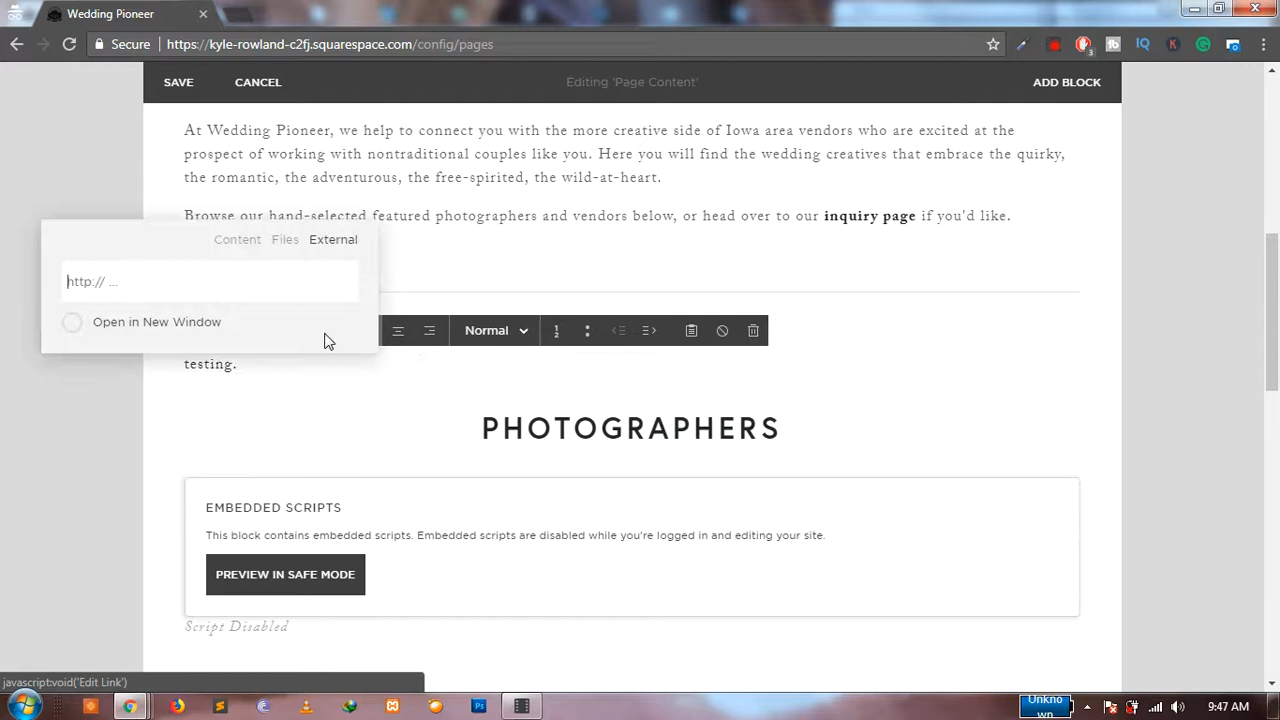 Wedding Pioneer
Secure
https://kyle-rowland-c2fj.squarespace.com/config/pages
3
SAVE
CANCEL
Editing 'Page Content'
ADD BLOCK
At Wedding Pioneer, we help to connect you with the more creative side of Iowa area vendors who are excited at the
prospect of working with nontraditional couples like you. Here you will find the wedding creatives that embrace the quirky,
the romantic, the adventurous, the free-spirited, the wild-at-heart.
Browse our hand-selected featured photographers and vendors below, or head over to our inquiry page if you'd like.
Content Files External
http:// ...
Open in New Window
Normal
testing.
PHOTOGRAPHERS
EMBEDDED SCRIPTS
This block contains embedded scripts. Embedded scripts are disabled while you're logged in and editing your site.
PREVIEW IN SAFE MODE
Script Disabled
javascript:void('Edit Link')
Unkno
wn
9:47 AM